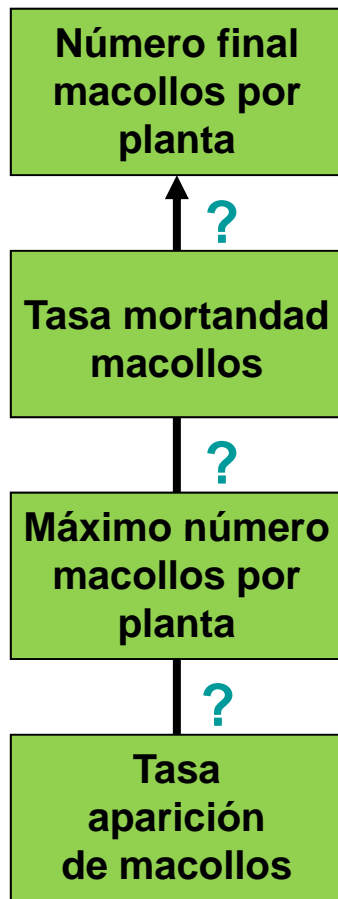 Número final
macollos por
planta
?
Tasa mortandad
macollos
?
Máximo número
macollos por
planta
?
Tasa
aparición
de macollos